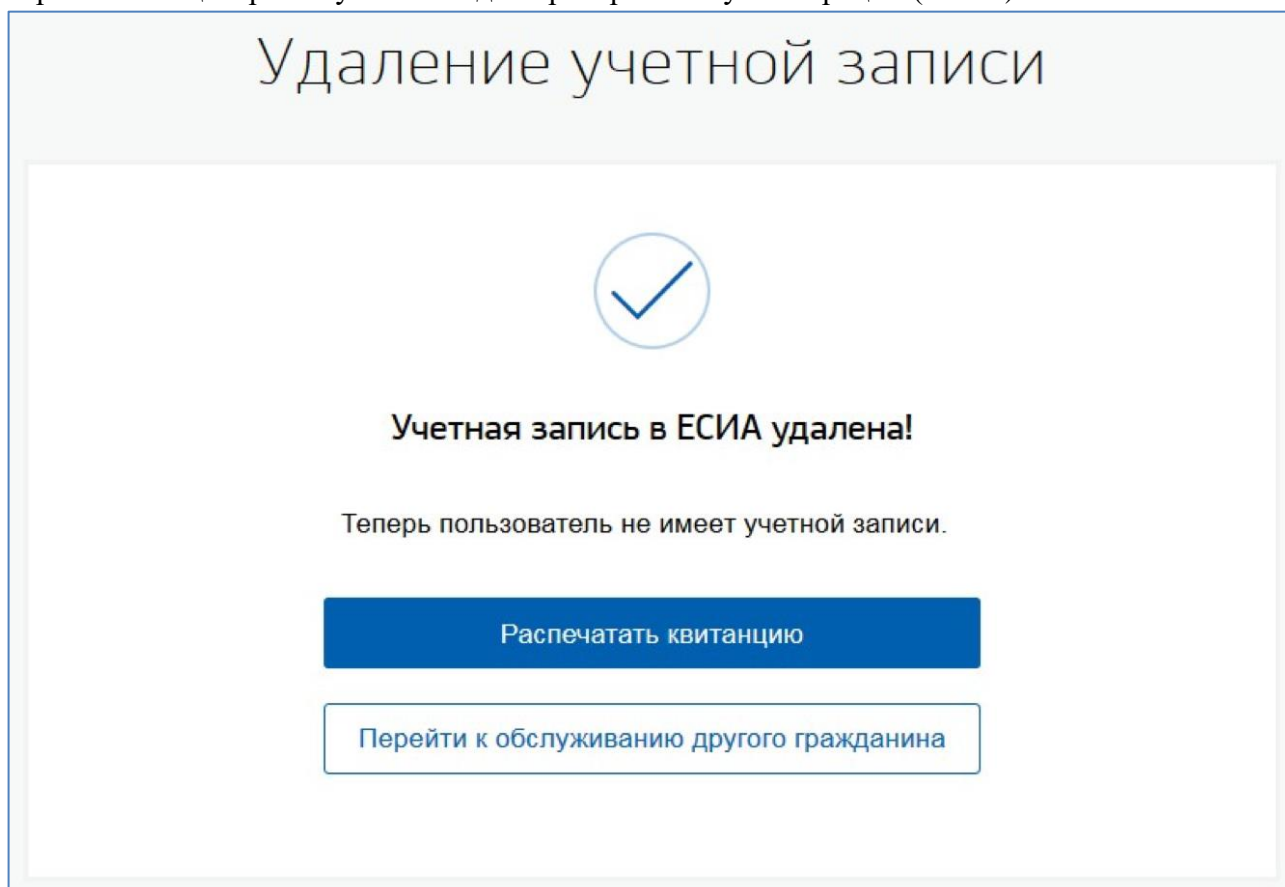 Удаление учетной записи
Учетная запись в ЕСИА удалена!
Теперь пользователь не имеет учетной записи.
Распечатать квитанцию
Перейти к обслуживанию другого гражданина